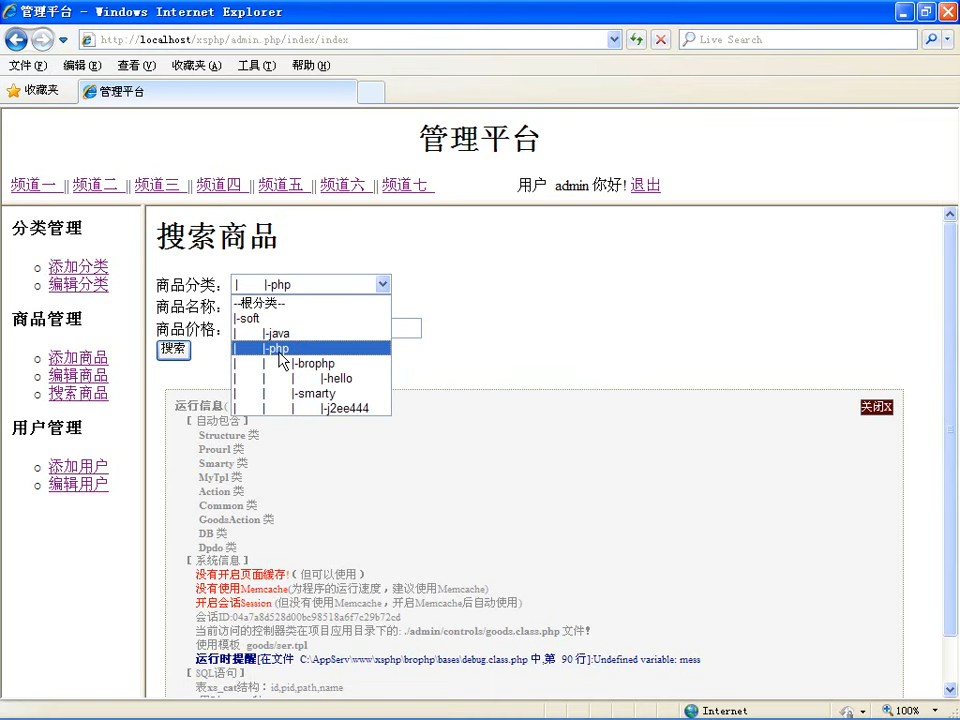 管理平台 - Windows Internet Explorer
http://localhost/xsphp/admin.php/index/index
Live Search
文件(F) 编辑(E) 查看(V) 收藏夹(A) 工具(T) 帮助(H)
收藏夹 管理平台
管理平台
频道一 || 频道二 || 频道三 || 频道四 || 频道五 || 频道六 || 频道七
用户 admin 你好! 退出
分类管理
添加分类
编辑分类
商品管理
添加商品
编辑商品
搜索商品
用户管理
添加用户
编辑用户
搜索商品
商品分类： | |-php
商品名称：
商品价格：
搜索
--根分类--
|-soft
| |-java
| |-php
| | |-brophp
| | | |-hello
| | |-smarty
| | | |-j2ee444
运行信息(
关闭X
[ 自动包含 ]
Structure 类
Prourl 类
Smarty 类
MyTpl 类
Action 类
Common 类
GoodsAction 类
DB 类
Dpdo 类
[ 系统信息 ]
没有开启页面缓存!( 但可以使用 )
没有使用Memcache(为程序的运行速度，建议使用Memcache)
开启会话Session (但没有使用Memcache，开启Memcache后自动使用)
会话ID:04a7a8d528d00bc98518a6f7c29b72cd
当前访问的控制器类在项目应用目录下的: ./admin/controls/goods.class.php 文件!
使用模板 goods/ser.tpl
运行时提醒[在文件 C:\AppServ\www\xsphp\brophp\bases\debug.class.php 中,第 90 行]:Undefined variable: mess
[ SQL语句 ]
表xs_cat结构：id,pid,path,name
Internet
100%